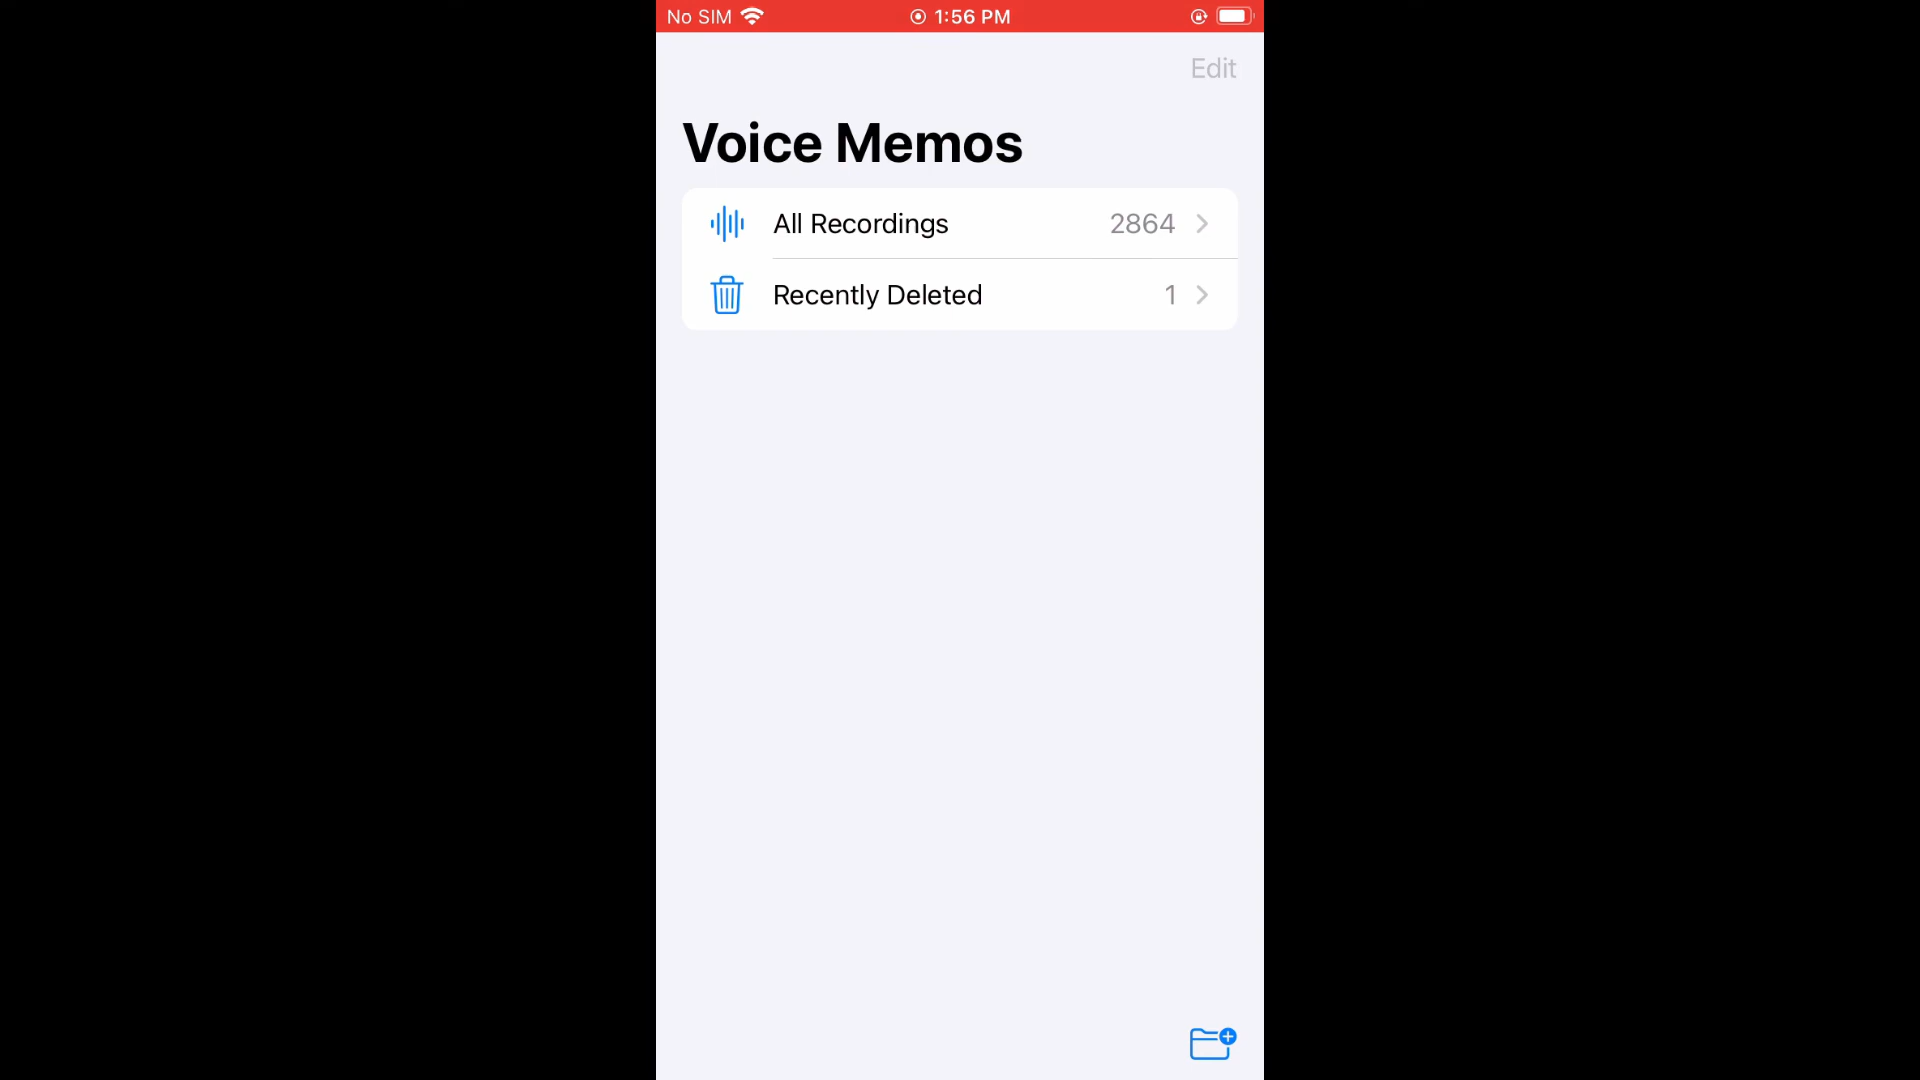 No SIM 1:56 PM
Edit
Voice Memos
All Recordings 2864
Recently Deleted 1